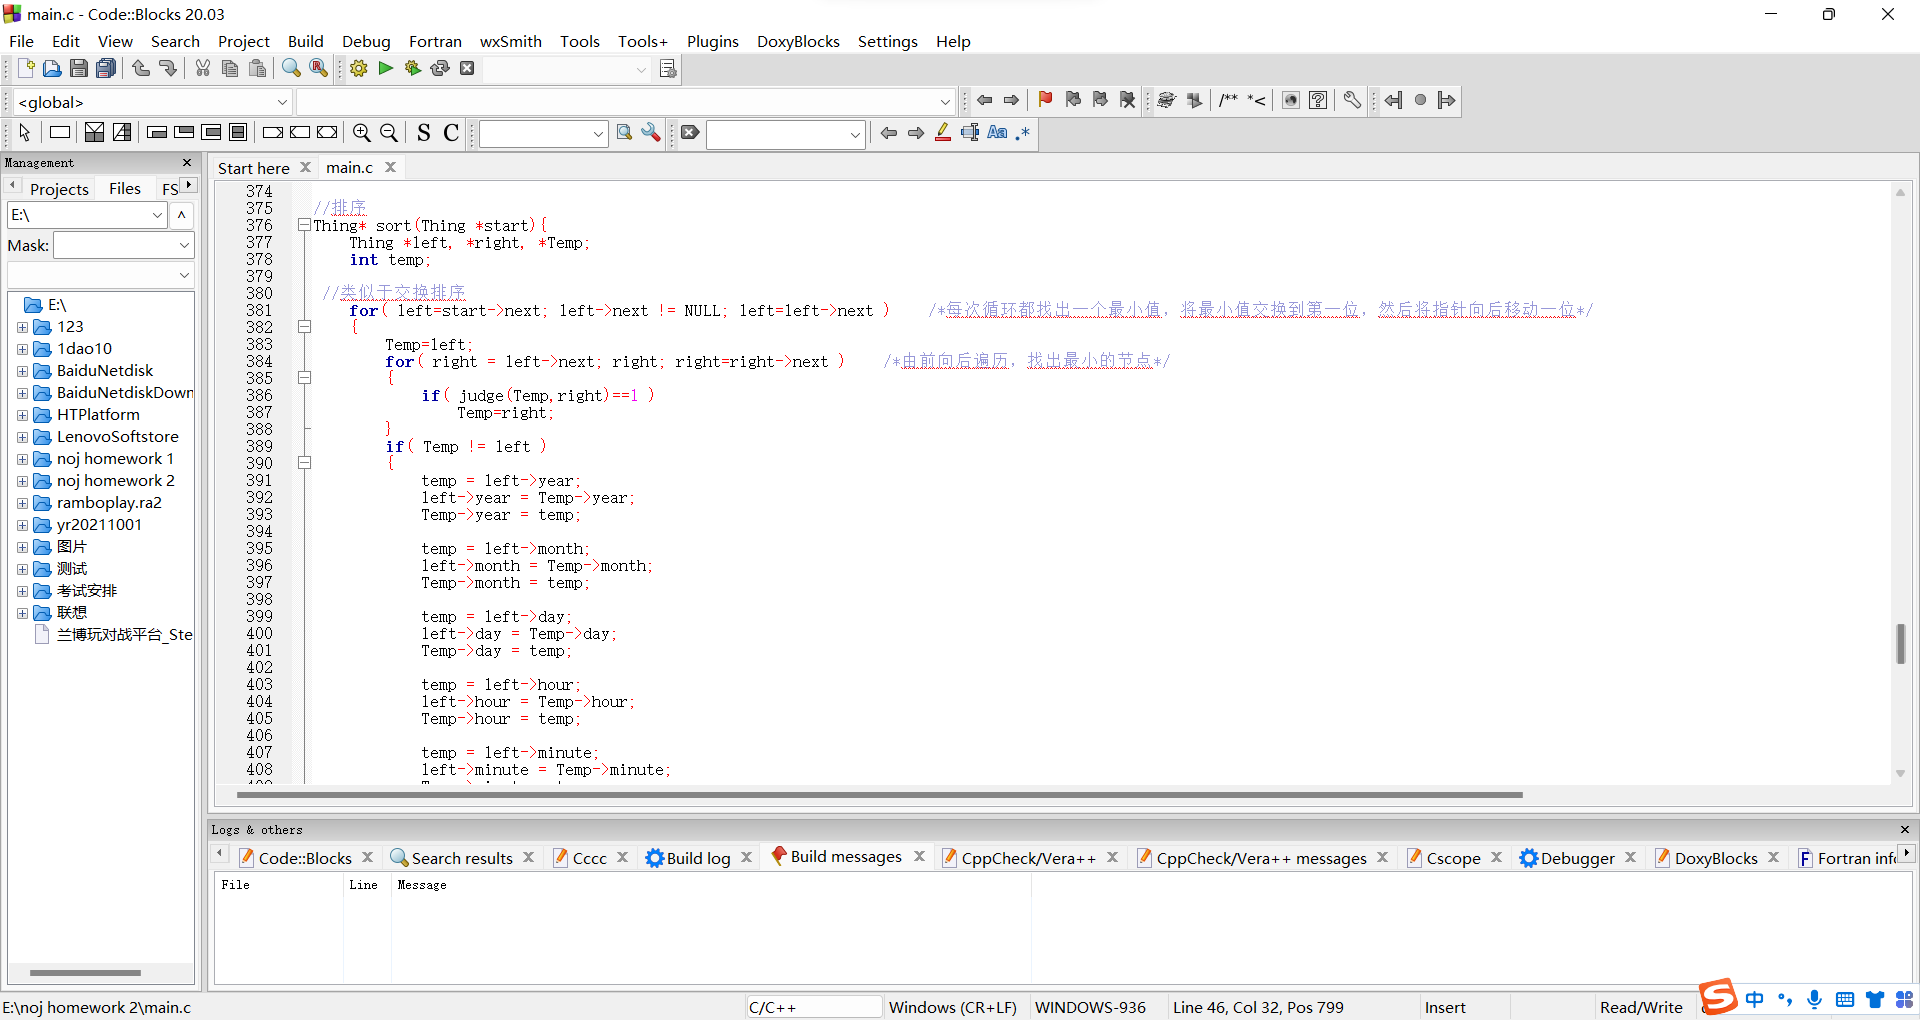 main.c - Code::Blocks 20.03
File Edit View Search Project Build Debug Fortran wxSmith Tools Tools+ Plugins DoxyBlocks Settings Help
<global>
/** *<
S C
Aa .*
Management
Projects Files FS
E:\
Mask:
E:\
123
1dao10
BaiduNetdisk
BaiduNetdiskDown
HTPlatform
LenovoSoftstore
noj homework 1
noj homework 2
ramboplay.ra2
yr20211001
图片
测试
考试安排
联想
兰博玩对战平台_Ste
Start here main.c
374
375 //排序
376 Thing* sort(Thing *start){
377 Thing *left, *right, *Temp;
378 int temp;
379
380 //类似于交换排序
381 for( left=start->next; left->next != NULL; left=left->next ) /*每次循环都找出一个最小值，将最小值交换到第一位，然后将指针向后移动一位*/
382 {
383 Temp=left;
384 for( right = left->next; right; right=right->next ) /*由前向后遍历，找出最小的节点*/
385 {
386 if( judge(Temp,right)==1 )
387 Temp=right;
388 }
389 if( Temp != left )
390 {
391 temp = left->year;
392 left->year = Temp->year;
393 Temp->year = temp;
394
395 temp = left->month;
396 left->month = Temp->month;
397 Temp->month = temp;
398
399 temp = left->day;
400 left->day = Temp->day;
401 Temp->day = temp;
402
403 temp = left->hour;
404 left->hour = Temp->hour;
405 Temp->hour = temp;
406
407 temp = left->minute;
408 left->minute = Temp->minute;
Logs & others
Code::Blocks Search results Cccc Build log Build messages CppCheck/Vera++ CppCheck/Vera++ messages Cscope Debugger DoxyBlocks Fortran info
File Line Message
E:\noj homework 2\main.c C/C++ Windows (CR+LF) WINDOWS-936 Line 46, Col 32, Pos 799 Insert Read/Write
S 中